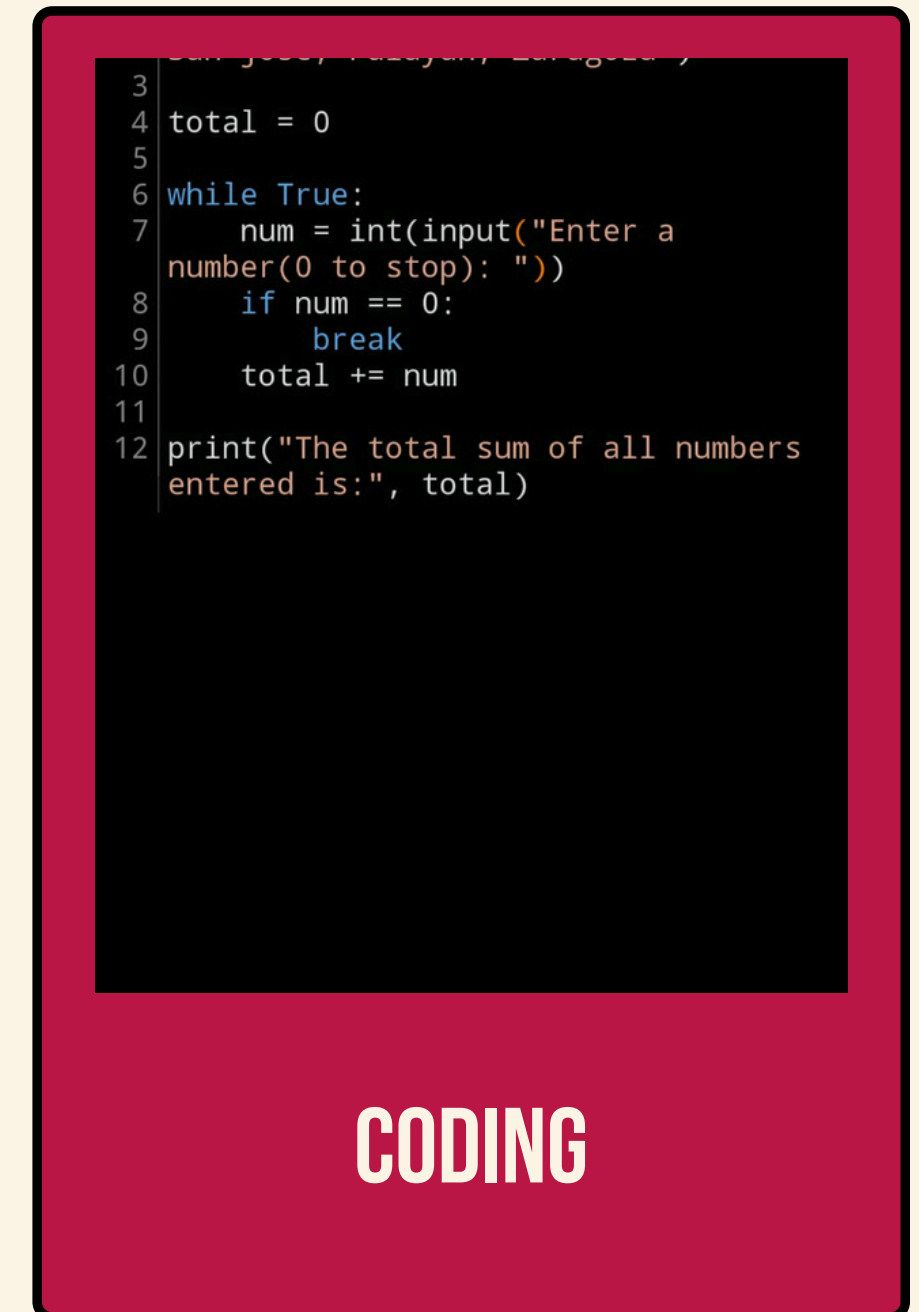 3
4 total = 0
5
6 while True:
7     num = int(input("Enter a
number(0 to stop): "))
8     if num == 0:
9         break
10     total += num
11
12 print("The total sum of all numbers
entered is:", total)
CODING